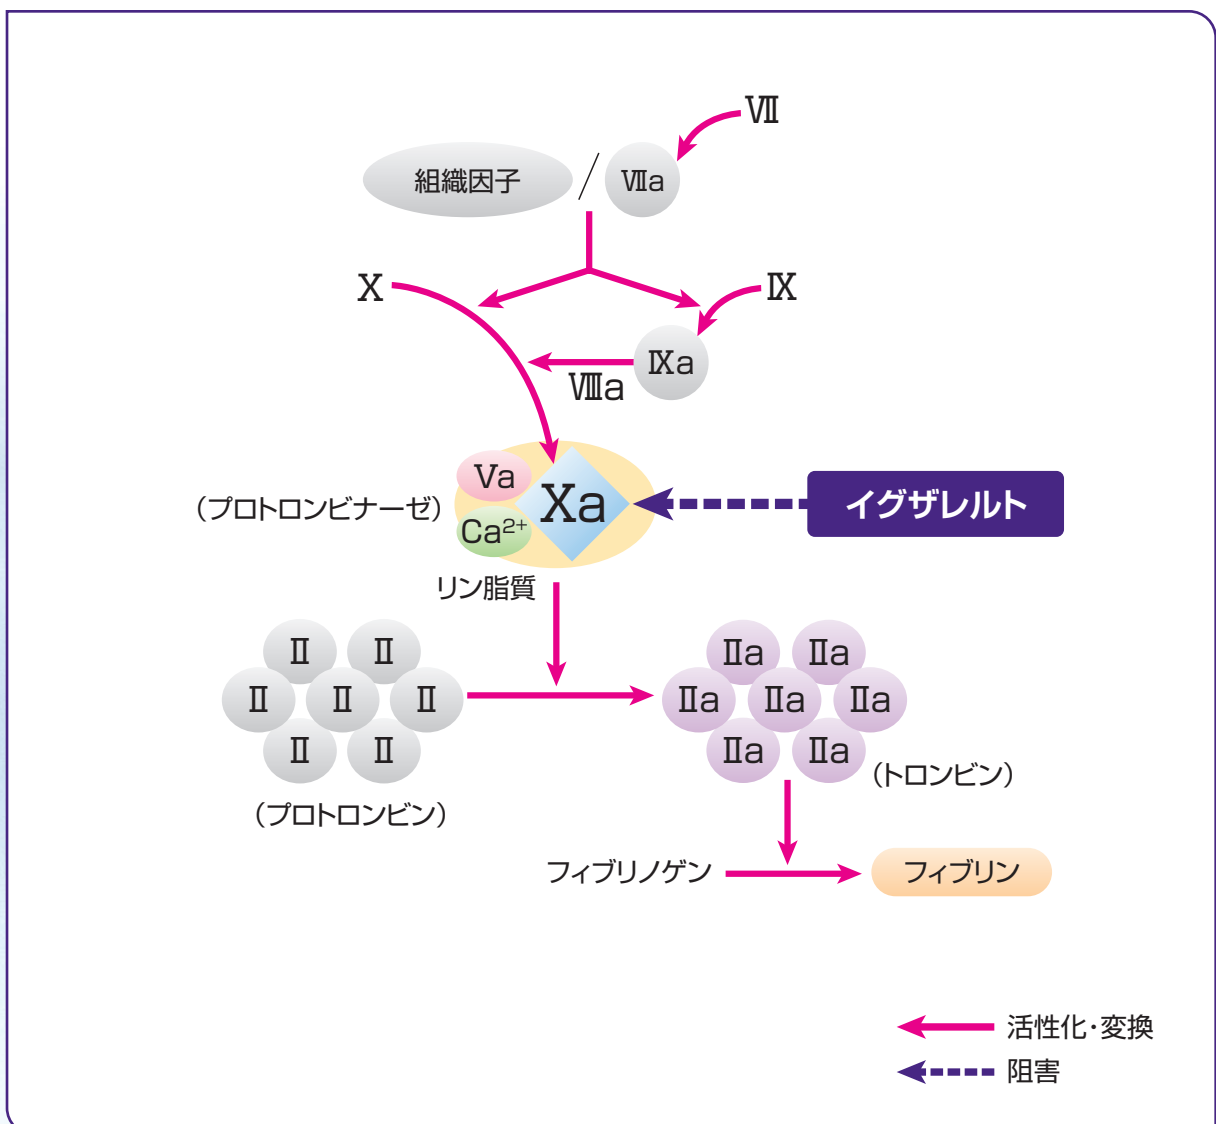 Ⅶ
組織因子 / Ⅶa
Ⅹ
Ⅸ
Ⅸa
Ⅷa
Ⅴa
Ⅹa
イグザレルト
(プロトロンビナーゼ)
Ca²⁺
リン脂質
Ⅱ Ⅱ
Ⅱ Ⅱ Ⅱ
Ⅱ Ⅱ
(プロトロンビン)
Ⅱa Ⅱa
Ⅱa Ⅱa Ⅱa
Ⅱa Ⅱa
(トロンビン)
フィブリノゲン
フィブリン
活性化・変換
阻害